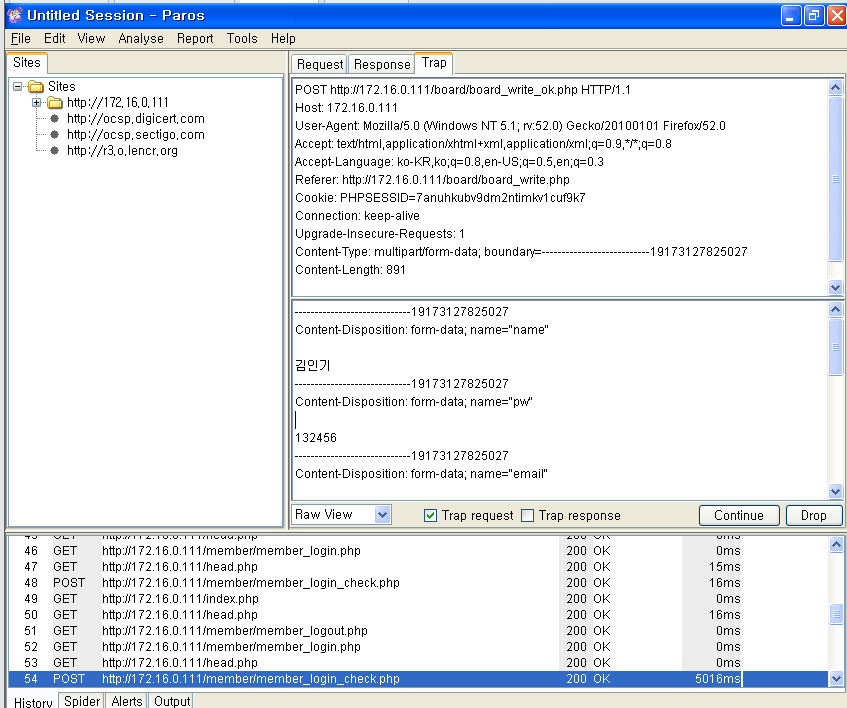 Untitled Session - Paros
File Edit View Analyse Report Tools Help
Sites
Request Response Trap
Sites
http://172.16.0.111
http://ocsp.digicert.com
http://ocsp.sectigo.com
http://r3.o.lencr.org
POST http://172.16.0.111/board/board_write_ok.php HTTP/1.1
Host: 172.16.0.111
User-Agent: Mozilla/5.0 (Windows NT 5.1; rv:52.0) Gecko/20100101 Firefox/52.0
Accept: text/html,application/xhtml+xml,application/xml;q=0.9,*/*;q=0.8
Accept-Language: ko-KR,ko;q=0.8,en-US;q=0.5,en;q=0.3
Referer: http://172.16.0.111/board/board_write.php
Cookie: PHPSESSID=7anuhkubv9dm2ntimkv1cuf9k7
Connection: keep-alive
Upgrade-Insecure-Requests: 1
Content-Type: multipart/form-data; boundary=---------------------------19173127825027
Content-Length: 891
-----------------------------19173127825027
Content-Disposition: form-data; name="name"
김인기
-----------------------------19173127825027
Content-Disposition: form-data; name="pw"
132456
-----------------------------19173127825027
Content-Disposition: form-data; name="email"
Raw View Trap request Trap response Continue Drop
45 GET http://172.16.0.111/head.php 200 OK 0ms
46 GET http://172.16.0.111/member/member_login.php 200 OK 0ms
47 GET http://172.16.0.111/head.php 200 OK 15ms
48 POST http://172.16.0.111/member/member_login_check.php 200 OK 16ms
49 GET http://172.16.0.111/index.php 200 OK 0ms
50 GET http://172.16.0.111/head.php 200 OK 16ms
51 GET http://172.16.0.111/member/member_logout.php 200 OK 0ms
52 GET http://172.16.0.111/member/member_login.php 200 OK 0ms
53 GET http://172.16.0.111/head.php 200 OK 0ms
54 POST http://172.16.0.111/member/member_login_check.php 200 OK 5016ms
History Spider Alerts Output